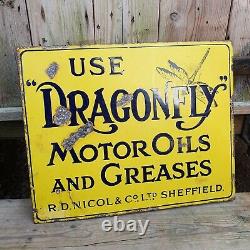 USE
"DRAGONFLY"
MOTOR OILS
AND GREASES
R.D. NICOL & Co LTD SHEFFIELD.